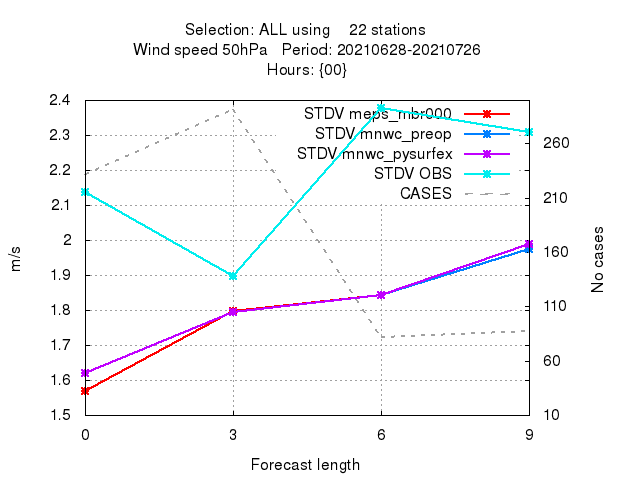 Selection: ALL using    22 stations
Wind speed 50hPa   Period: 20210628-20210726
Hours: {00}
STDV meps_mbr000
STDV mnwc_preop
STDV mnwc_pysurfex
STDV OBS
CASES
2.4
2.3
2.2
2.1
2
1.9
1.8
1.7
1.6
1.5
m/s
260
210
160
110
60
10
No cases
0 3 6 9
Forecast length